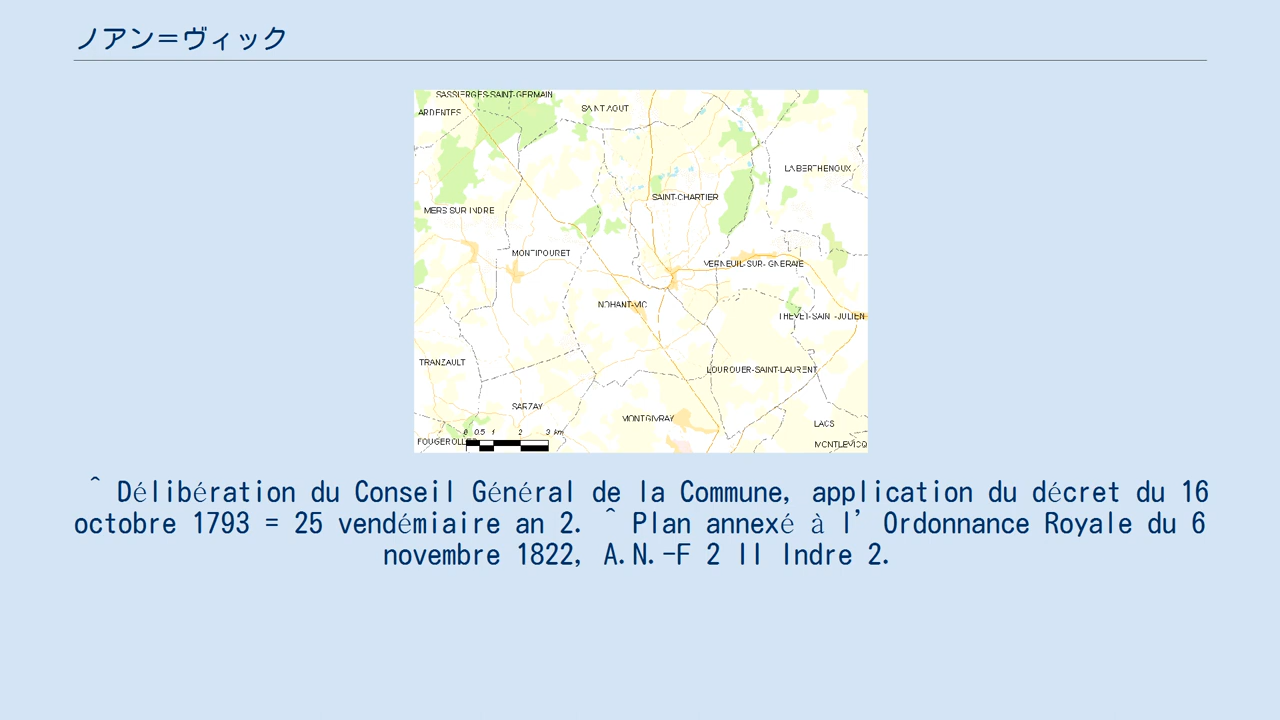 ノアン＝ヴィック
SASSIERGES-SAINT-GERMAIN
ARDENTES
SAINT AOUT
LA BERTHENOUX
SAINT-CHARTIER
MERS SUR INDRE
MONTIPOURET
VERNEUIL-SUR-IGNERAIE
NOHANT-VIC
THEVET-SAINT-JULIEN
TRANZAULT
LOUROUER-SAINT-LAURENT
SARZAY
MONTGIVRAY
LACS
0 0.5 1 2 3 km
FOUGEROLLES
MONTLEVICQ
^ Délibération du Conseil Général de la Commune, application du décret du 16
octobre 1793 = 25 vendémiaire an 2. ^ Plan annexé à l’Ordonnance Royale du 6
novembre 1822, A.N.-F 2 II Indre 2.